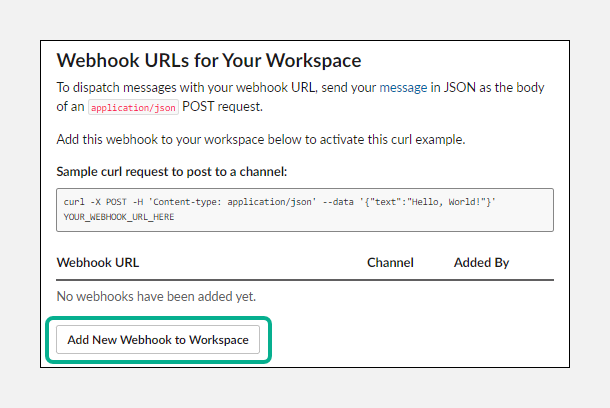 Webhook URLs for Your Workspace
To dispatch messages with your webhook URL, send your message in JSON as the body
of an application/json POST request.
Add this webhook to your workspace below to activate this curl example.
Sample curl request to post to a channel:
curl -X POST -H 'Content-type: application/json' --data '{"text":"Hello, World!"}'
YOUR_WEBHOOK_URL_HERE
Webhook URL Channel Added By
No webhooks have been added yet.
Add New Webhook to Workspace